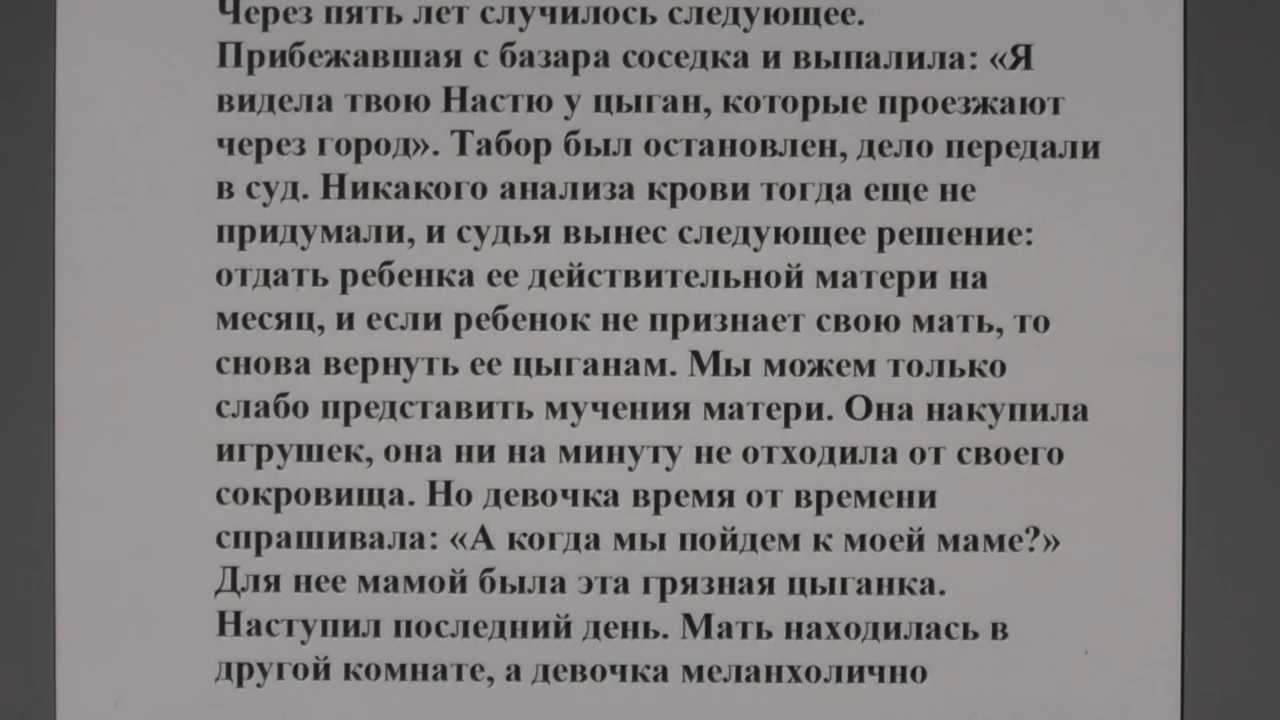 Через пять лет случилось следующее.
Прибежавшая с базара соседка и выпалила: «Я
видела твою Настю у цыган, которые проезжают
через город». Табор был остановлен, дело передали
в суд. Никакого анализа крови тогда еще не
придумали, и судья вынес следующее решение:
отдать ребенка ее действительной матери на
месяц, и если ребенок не признает свою мать, то
снова вернуть ее цыганам. Мы можем только
слабо представить мучения матери. Она накупила
игрушек, она ни на минуту не отходила от своего
сокровища. Но девочка время от времени
спрашивала: «А когда мы пойдем к моей маме?»
Для нее мамой была эта грязная цыганка.
Наступил последний день. Мать находилась в
другой комнате, а девочка меланхолично